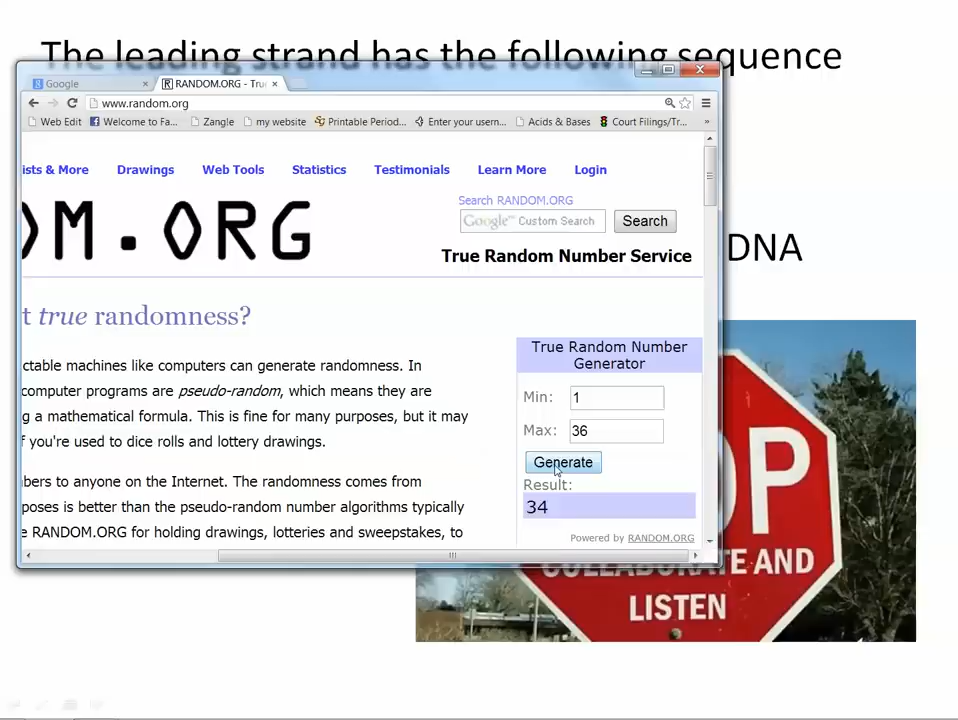 The leading strand has the following sequence
Google
RANDOM.ORG - Tru
www.random.org
Web Edit Welcome to Fa... Zangle my website Printable Period... Enter your usern... Acids & Bases Court Filings/Tr... »
ists & More Drawings Web Tools Statistics Testimonials Learn More Login
Search RANDOM.ORG
OM.ORG
Google™ Custom Search Search
True Random Number Service
DNA
t true randomness?
True Random Number
Generator
ctable machines like computers can generate randomness. In
computer programs are pseudo-random, which means they are
g a mathematical formula. This is fine for many purposes, but it may
f you're used to dice rolls and lottery drawings.
Min: 1
Max: 36
Generate
Result:
34
bers to anyone on the Internet. The randomness comes from
poses is better than the pseudo-random number algorithms typically
e RANDOM.ORG for holding drawings, lotteries and sweepstakes, to
Powered by RANDOM.ORG
OP
COLLABORATE AND
LISTEN